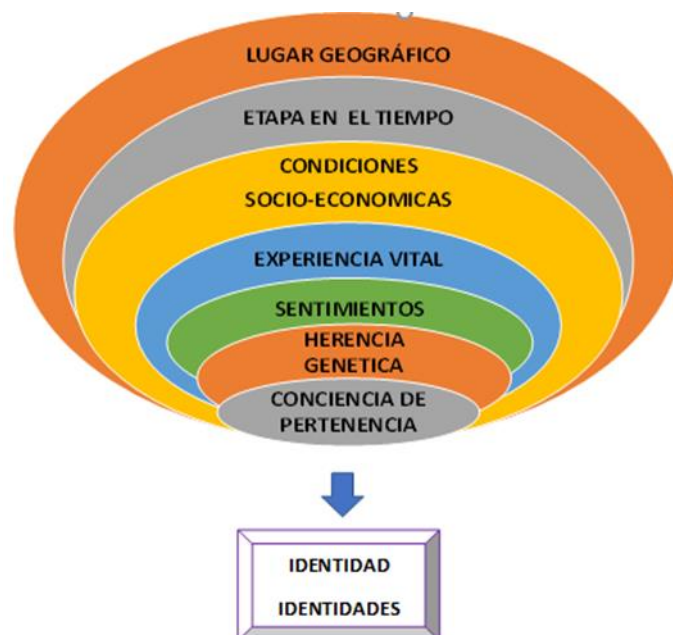 LUGAR GEOGRÁFICO
ETAPA EN EL TIEMPO
CONDICIONES
SOCIO-ECONOMICAS
EXPERIENCIA VITAL
SENTIMIENTOS
HERENCIA
GENETICA
CONCIENCIA DE
PERTENENCIA
IDENTIDAD
IDENTIDADES